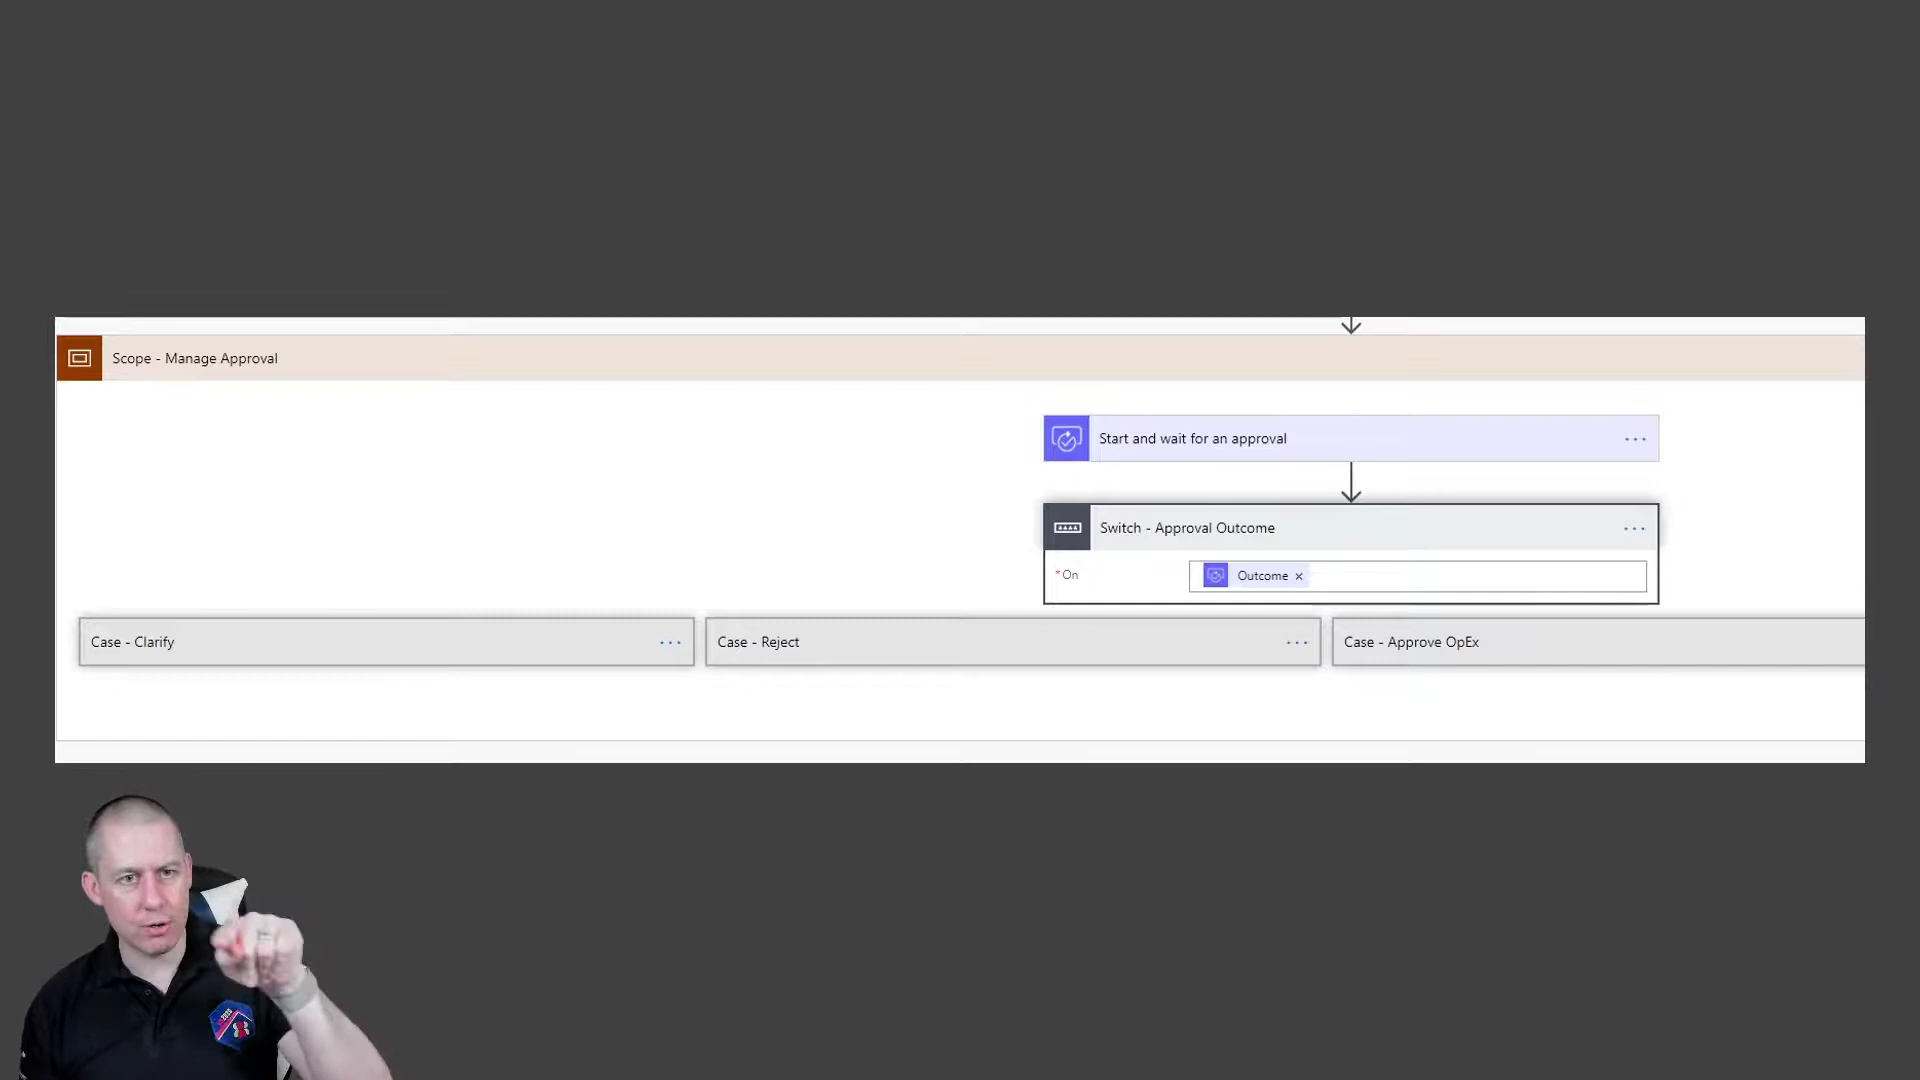 Scope - Manage Approval
Start and wait for an approval
Switch - Approval Outcome
*On
Outcome ×
Case - Clarify
Case - Reject
Case - Approve OpEx